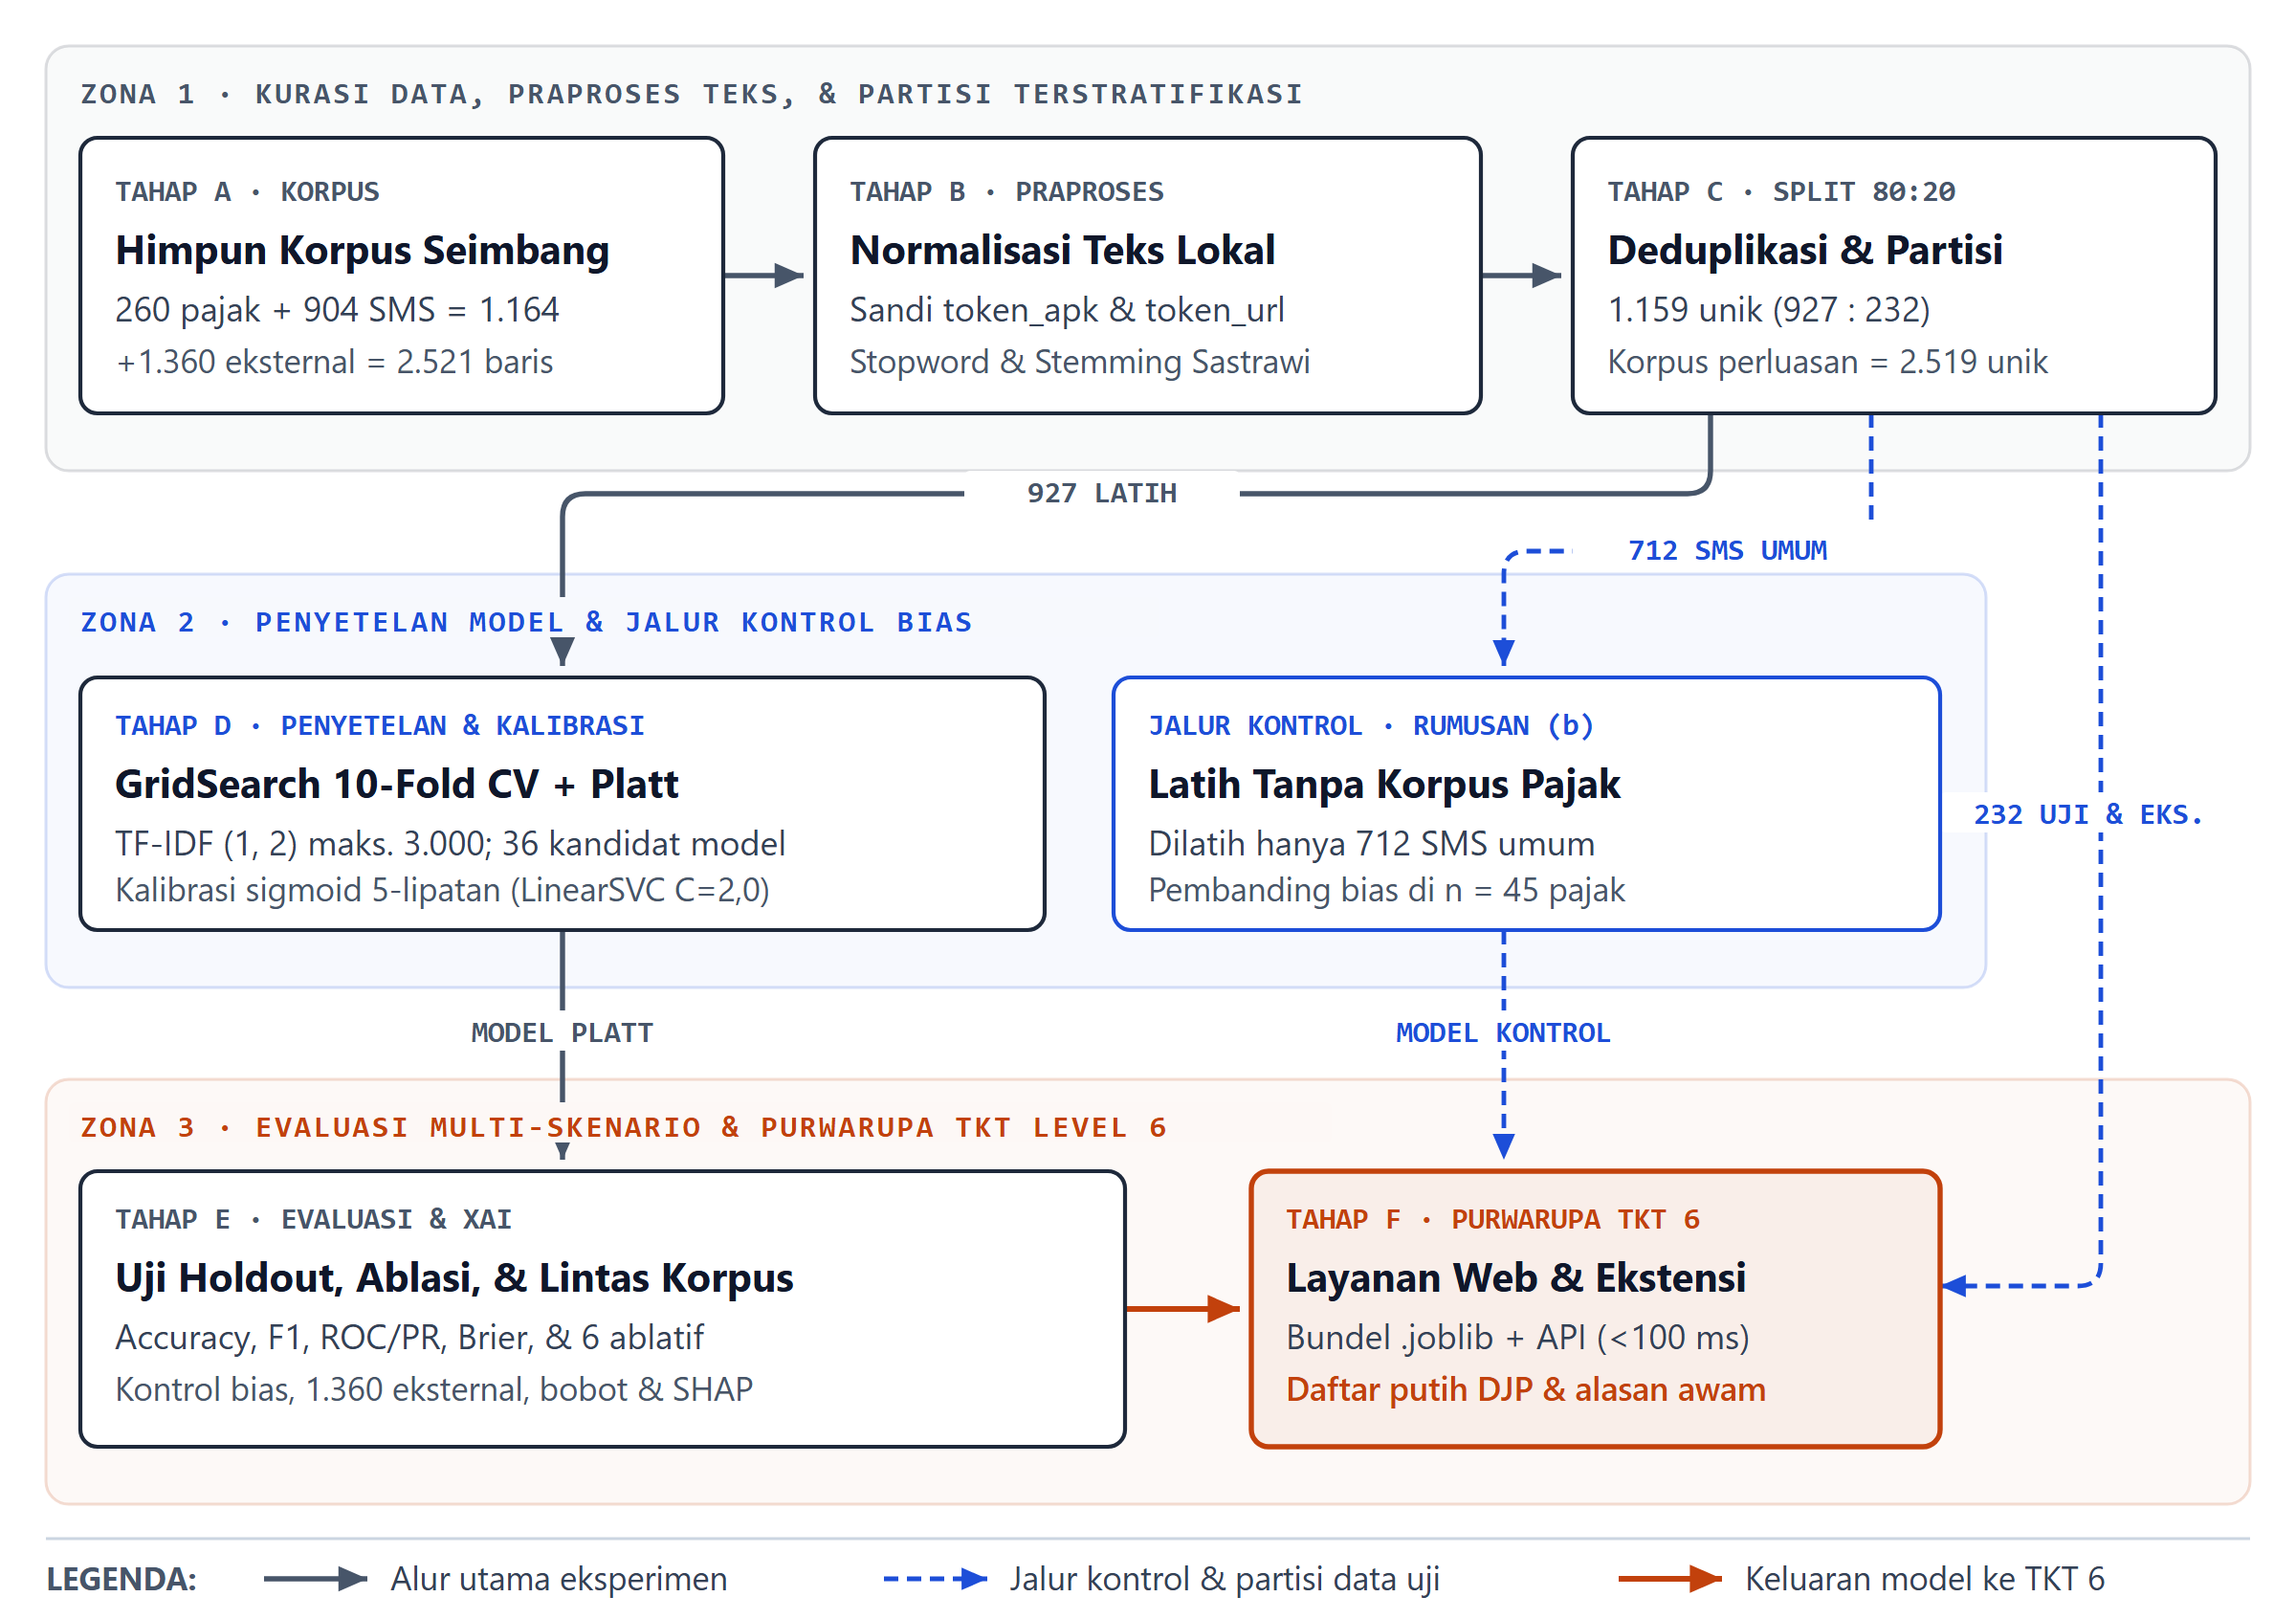 ZONA 1 · KURASI DATA, PRAPROSES TEKS, & PARTISI TERSTRATIFIKASI
TAHAP A · KORPUS
Himpun Korpus Seimbang
260 pajak + 904 SMS = 1.164
+1.360 eksternal = 2.521 baris
TAHAP B · PRAPROSES
Normalisasi Teks Lokal
Sandi token_apk & token_url
Stopword & Stemming Sastrawi
TAHAP C · SPLIT 80:20
Deduplikasi & Partisi
1.159 unik (927 : 232)
Korpus perluasan = 2.519 unik
927 LATIH
712 SMS UMUM
ZONA 2 · PENYETELAN MODEL & JALUR KONTROL BIAS
TAHAP D · PENYETELAN & KALIBRASI
GridSearch 10-Fold CV + Platt
TF-IDF (1, 2) maks. 3.000; 36 kandidat model
Kalibrasi sigmoid 5-lipatan (LinearSVC C=2,0)
JALUR KONTROL · RUMUSAN (b)
Latih Tanpa Korpus Pajak
Dilatih hanya 712 SMS umum
Pembanding bias di n = 45 pajak
232 UJI & EKS.
MODEL PLATT
MODEL KONTROL
ZONA 3 · EVALUASI MULTI-SKENARIO & PURWARUPA TKT LEVEL 6
TAHAP E · EVALUASI & XAI
Uji Holdout, Ablasi, & Lintas Korpus
Accuracy, F1, ROC/PR, Brier, & 6 ablatif
Kontrol bias, 1.360 eksternal, bobot & SHAP
TAHAP F · PURWARUPA TKT 6
Layanan Web & Ekstensi
Bundel .joblib + API (<100 ms)
Daftar putih DJP & alasan awam
LEGENDA:
Alur utama eksperimen
Jalur kontrol & partisi data uji
Keluaran model ke TKT 6